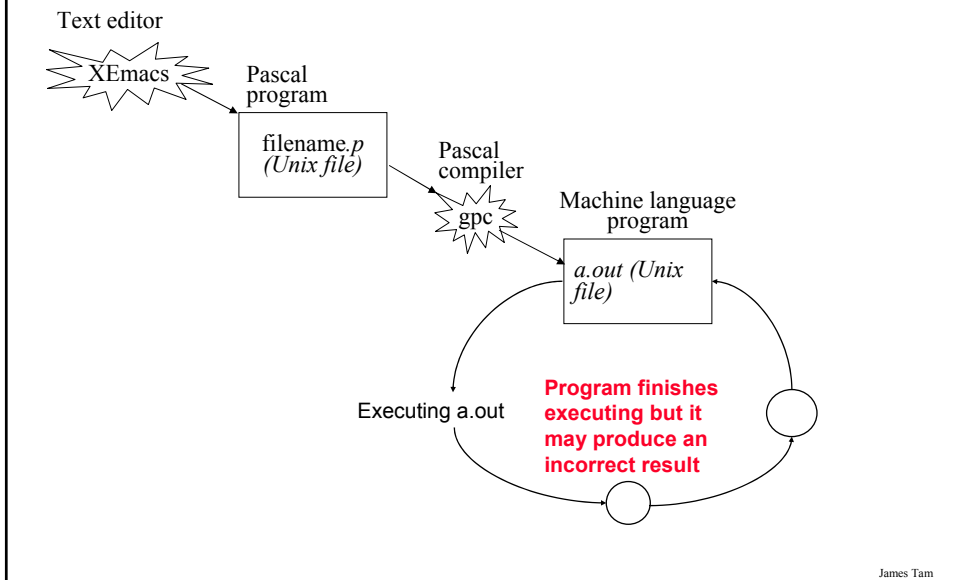 Text editor
XEmacs
Pascal
program
filename.p
(Unix file)
Pascal
compiler
gpc
Machine language
program
a.out (Unix
file)
Executing a.out
Program finishes
executing but it
may produce an
incorrect result
James Tam